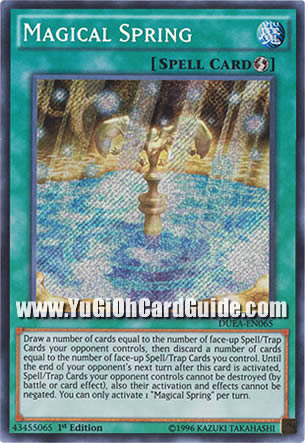 MAGICAL SPRING
[SPELL CARD]
www.YuGiOhCardGuide.com
DUEA-EN065
Draw a number of cards equal to the number of face-up Spell/Trap
Cards your opponent controls, then discard a number of cards
equal to the number of face-up Spell/Trap Cards you control. Until
the end of your opponent's next turn after this card is activated,
Spell/Trap Cards your opponent controls cannot be destroyed (by
battle or card effect), also their activation and effects cannot be
negated. You can only activate 1 "Magical Spring" per turn.
43455065 1st Edition ©1996 KAZUKI TAKAHASHI